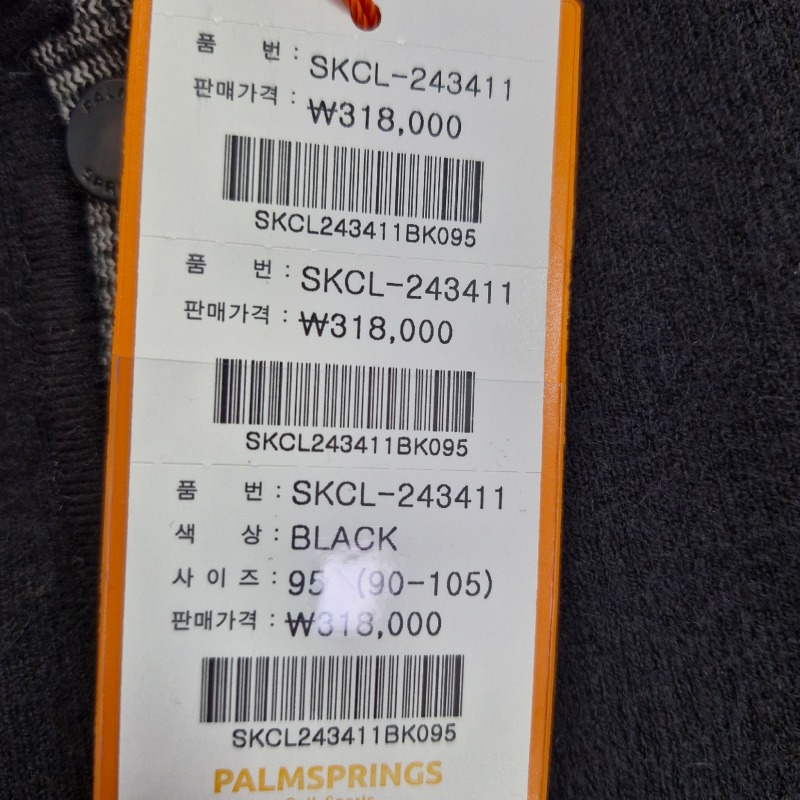 품 번 : SKCL-243411
판매가격 : ₩318,000
SKCL243411BK095
품 번 : SKCL-243411
판매가격 : ₩318,000
SKCL243411BK095
품 번 : SKCL-243411
색 상 : BLACK
사 이 즈 : 95 (90-105)
판매가격 : ₩318,000
SKCL243411BK095
PALMSPRINGS